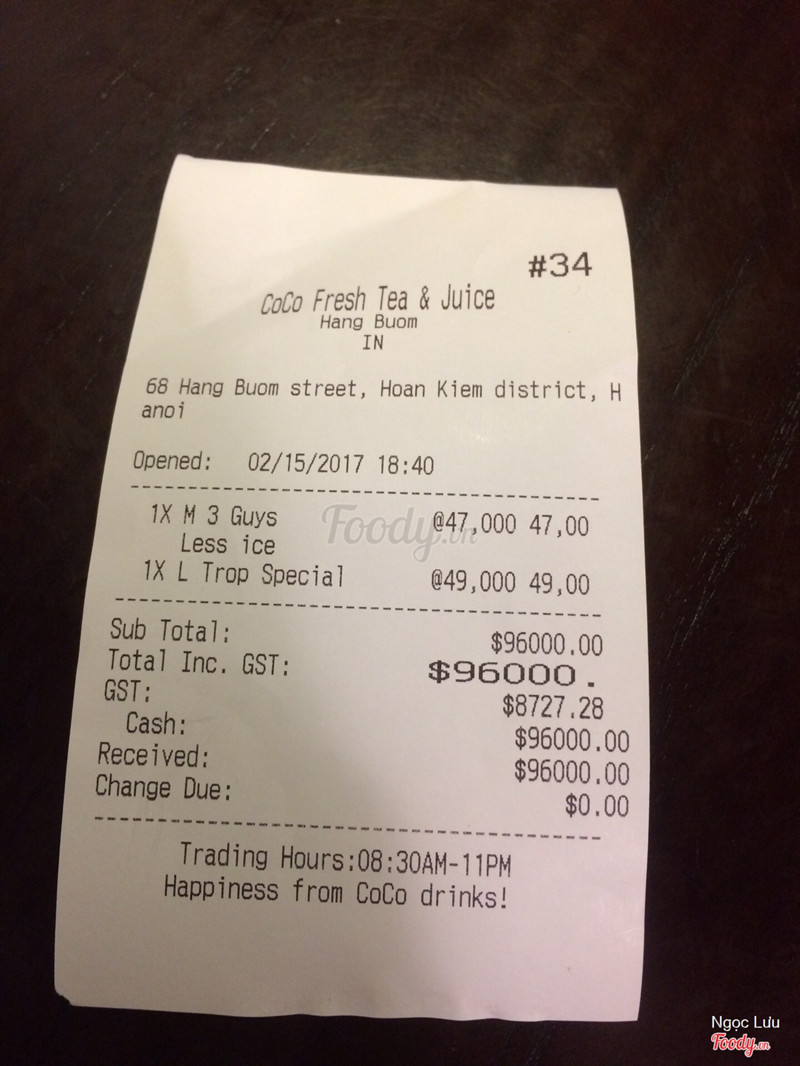 #34
CoCo Fresh Tea & Juice
Hang Buom
IN
68 Hang Buom street, Hoan Kiem district, H
anoi
Opened: 02/15/2017 18:40
1X M 3 Guys @47,000 47,00
Less ice
1X L Trop Special @49,000 49,00
Sub Total: $96000.00
Total Inc. GST: $96000.
GST: $8727.28
Cash: $96000.00
Received: $96000.00
Change Due: $0.00
Trading Hours:08:30AM-11PM
Happiness from CoCo drinks!
Foody.vn
Ngọc Lưu
Foody.vn